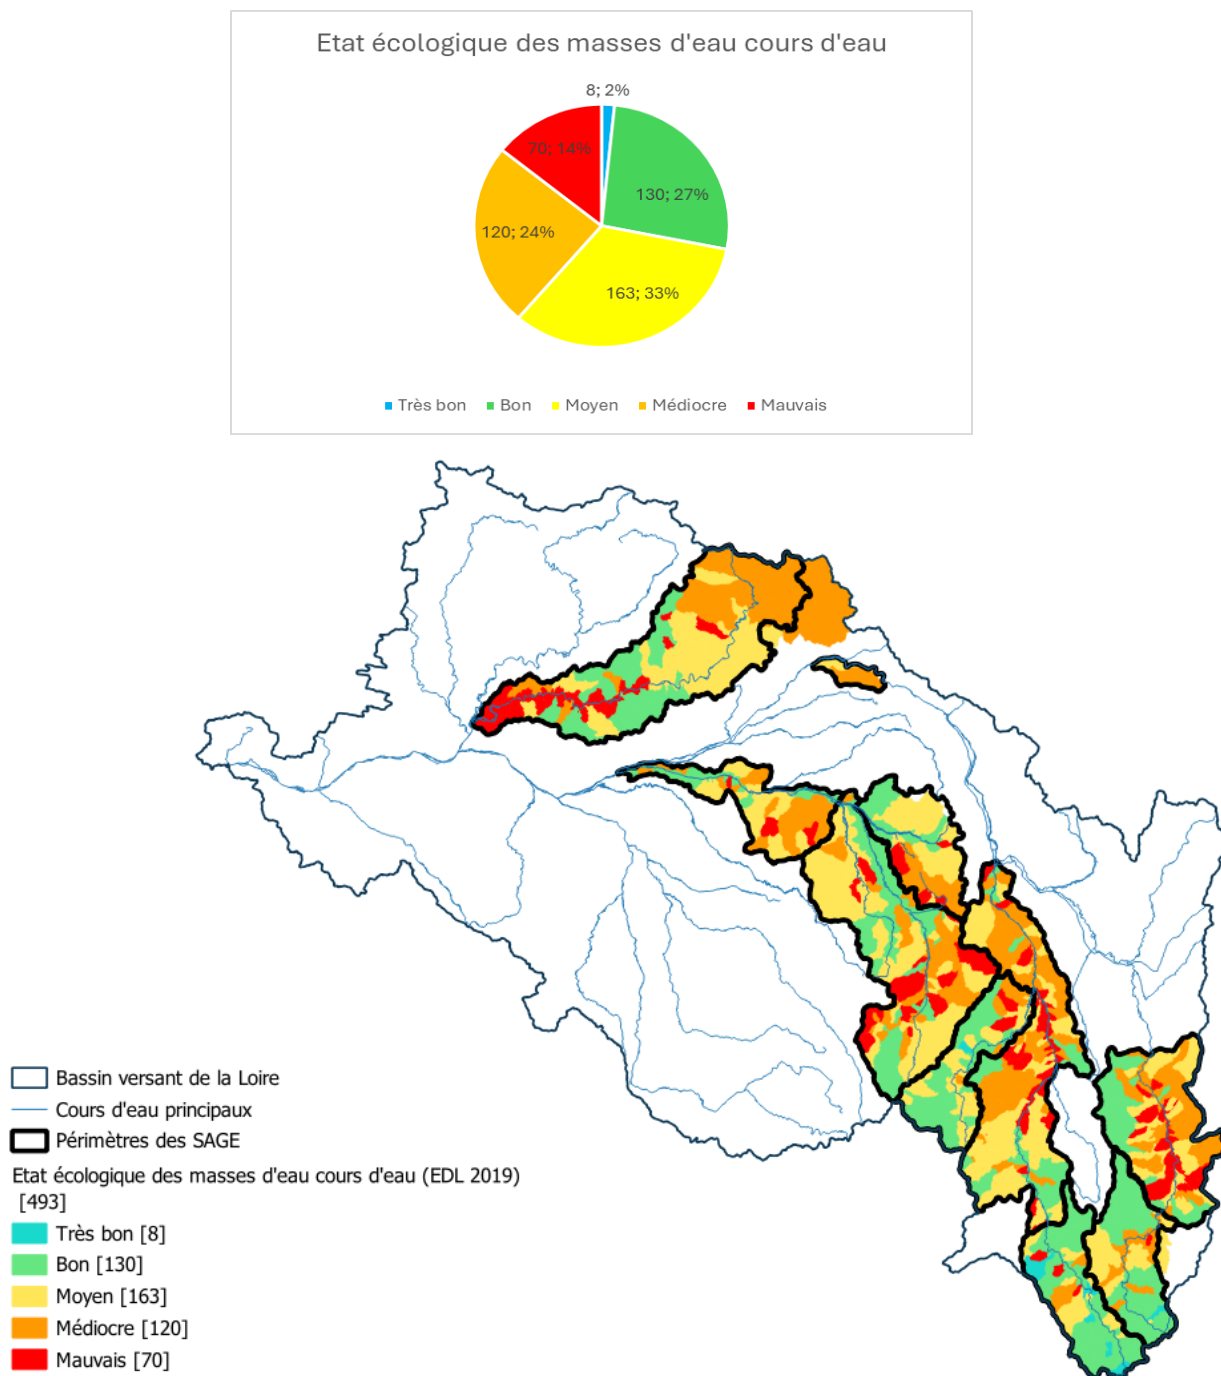 Etat écologique des masses d'eau cours d'eau
8; 2%
70; 14%
130; 27%
120; 24%
163; 33%
Très bon Bon Moyen Médiocre Mauvais
Bassin versant de la Loire
Cours d'eau principaux
Périmètres des SAGE
Etat écologique des masses d'eau cours d'eau (EDL 2019)
[493]
Très bon [8]
Bon [130]
Moyen [163]
Médiocre [120]
Mauvais [70]